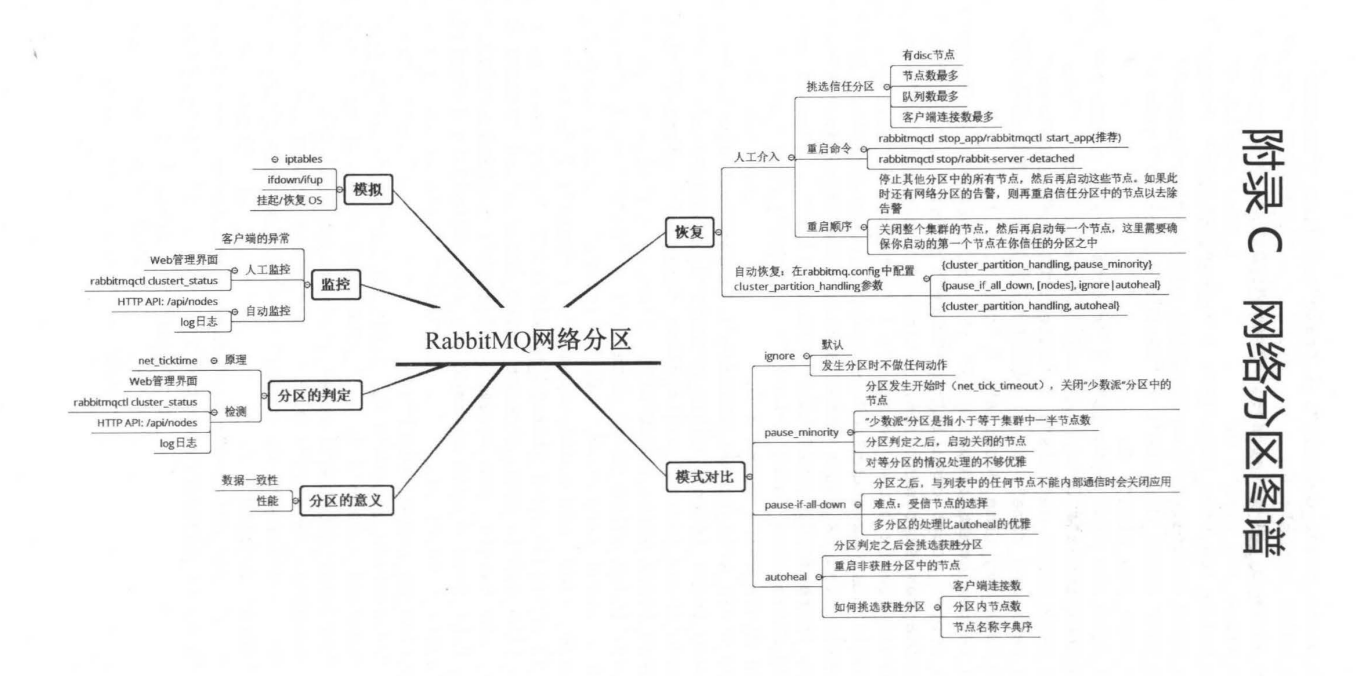 附录 C 网络分区图谱
RabbitMQ网络分区
模拟
iptables
ifdown/ifup
挂起/恢复 OS
监控
客户端的异常
人工监控
Web管理界面
rabbitmqctl clustert_status
自动监控
HTTP API: /api/nodes
log日志
分区的判定
原理
net_ticktime
检测
Web管理界面
rabbitmqctl cluster_status
HTTP API: /api/nodes
log日志
分区的意义
数据一致性
性能
恢复
人工介入
挑选信任分区
有disc节点
节点数最多
队列数最多
客户端连接数最多
重启命令
rabbitmqctl stop_app/rabbitmqctl start_app(推荐)
rabbitmqctl stop/rabbit-server -detached
重启顺序
停止其他分区中的所有节点，然后再启动这些节点。如果此
时还有网络分区的告警，则再重启信任分区中的节点以去除
告警
关闭整个集群的节点，然后再启动每一个节点，这里需要确
保你启动的第一个节点在你信任的分区之中
自动恢复：在rabbitmq.config中配置
cluster_partition_handling参数
{cluster_partition_handling, pause_minority}
{pause_if_all_down, [nodes], ignore|autoheal}
{cluster_partition_handling, autoheal}
模式对比
ignore
默认
发生分区时不做任何动作
pause_minority
分区发生开始时（net_tick_timeout），关闭“少数派”分区中的
节点
“少数派”分区是指小于等于集群中一半节点数
分区判定之后，启动关闭的节点
对等分区的情况处理的不够优雅
pause-if-all-down
分区之后，与列表中的任何节点不能内部通信时会关闭应用
难点：受信节点的选择
多分区的处理比autoheal的优雅
autoheal
分区判定之后会挑选获胜分区
重启非获胜分区中的节点
如何挑选获胜分区
客户端连接数
分区内节点数
节点名称字典序